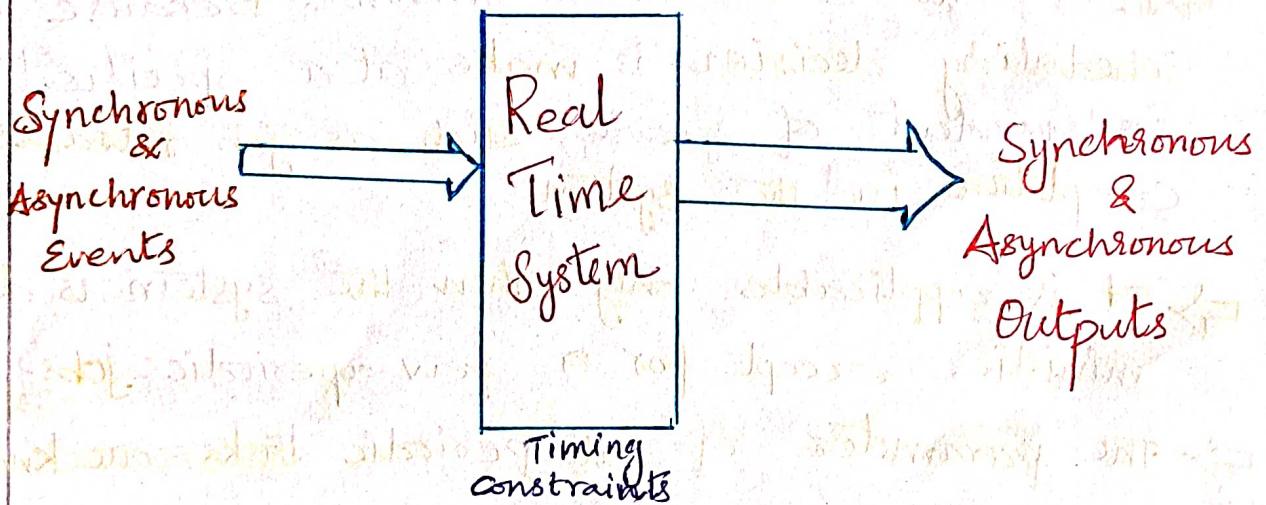 Synchronous
&
Asynchronous
Events
Real
Time
System
Timing
constraints
Synchronous
&
Asynchronous
Outputs